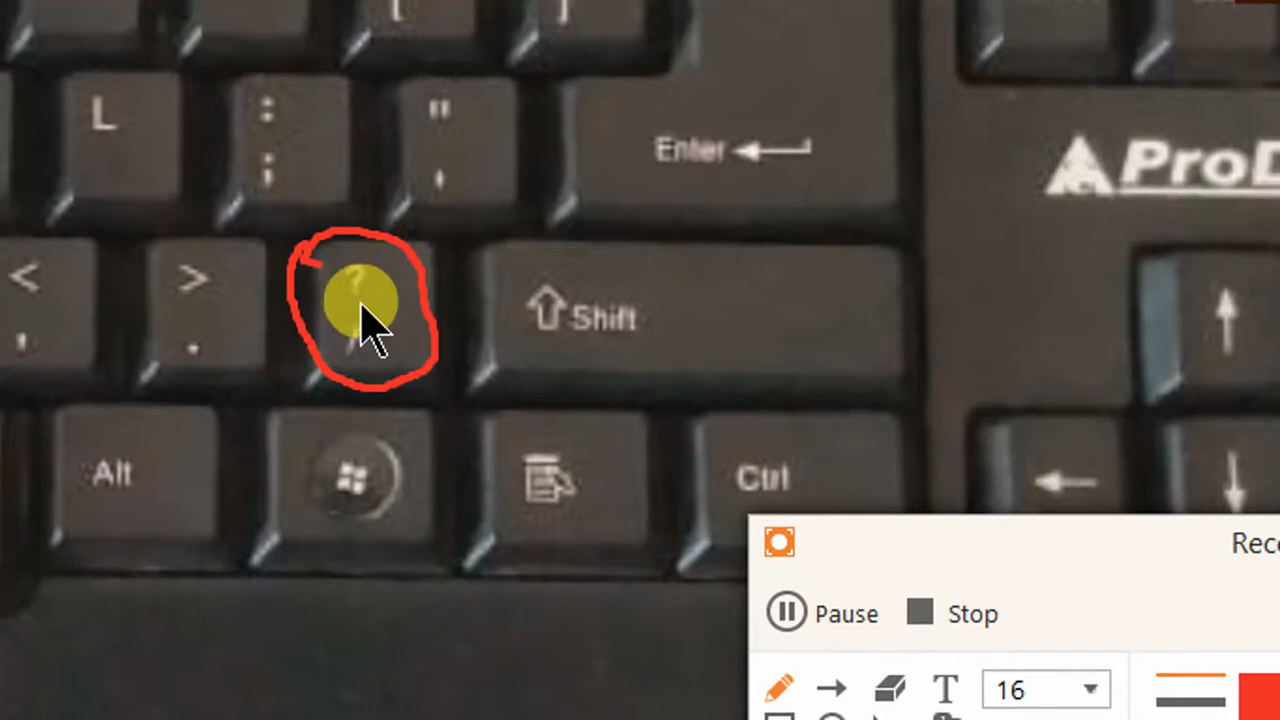 [ ]
L : ; " '
Enter
ProD
< , > . ? /
Shift
Alt
Ctrl
Rec
Pause Stop
T 16